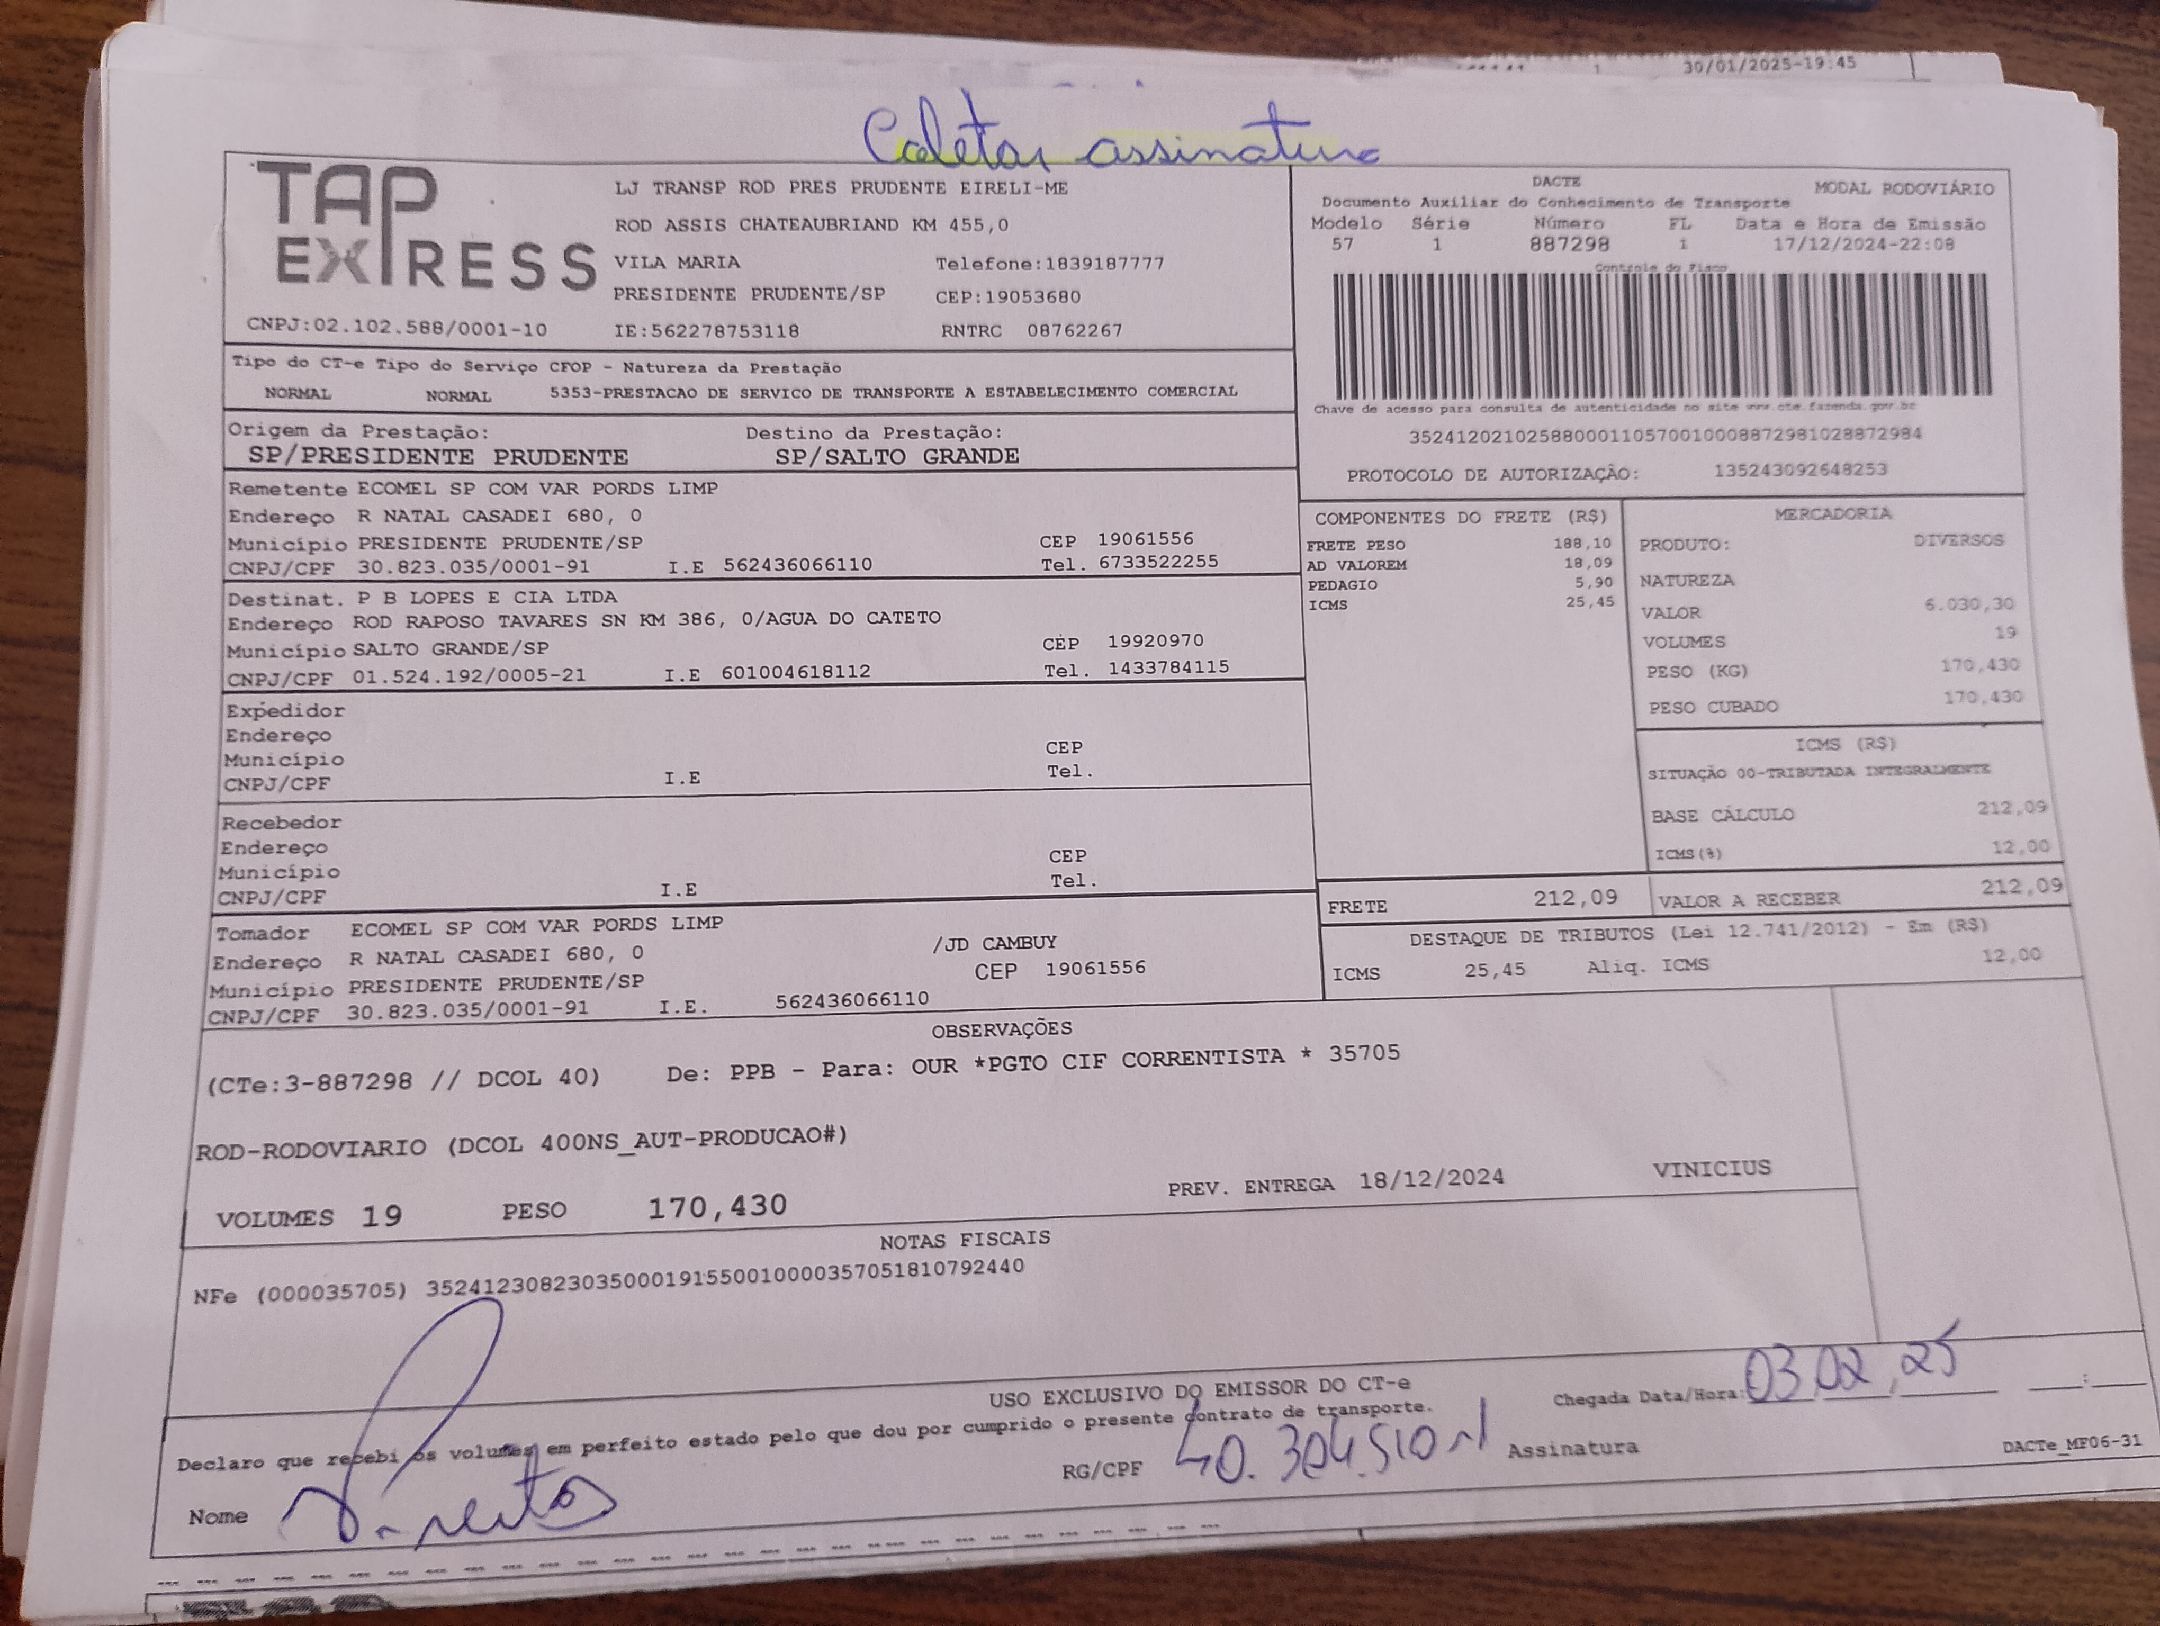 30/01/2025-19:45
Coletar assinatura
TAP EXPRESS
LJ TRANSP ROD PRES PRUDENTE EIRELI-ME
ROD ASSIS CHATEAUBRIAND KM 455,0
VILA MARIA Telefone:1839187777
PRESIDENTE PRUDENTE/SP CEP:19053680
CNPJ:02.102.588/0001-10 IE:562278753118 RNTRC 08762267
DACTE MODAL RODOVIÁRIO
Documento Auxiliar do Conhecimento de Transporte
Modelo Série Número FL Data e Hora de Emissão
57 1 887298 1 17/12/2024-22:08
Controle do Fisco
Chave de acesso para consulta de autenticidade no site www.cte.fazenda.gov.br
35241202102588000110570010008872981028872984
PROTOCOLO DE AUTORIZAÇÃO: 135243092648253
Tipo do CT-e Tipo do Serviço CFOP - Natureza da Prestação
NORMAL NORMAL 5353-PRESTACAO DE SERVICO DE TRANSPORTE A ESTABELECIMENTO COMERCIAL
Origem da Prestação: Destino da Prestação:
SP/PRESIDENTE PRUDENTE SP/SALTO GRANDE
Remetente ECOMEL SP COM VAR PORDS LIMP
Endereço R NATAL CASADEI 680, 0
Município PRESIDENTE PRUDENTE/SP CEP 19061556
CNPJ/CPF 30.823.035/0001-91 I.E 562436066110 Tel. 6733522255
Destinat. P B LOPES E CIA LTDA
Endereço ROD RAPOSO TAVARES SN KM 386, 0/AGUA DO CATETO
Município SALTO GRANDE/SP CEP 19920970
CNPJ/CPF 01.524.192/0005-21 I.E 601004618112 Tel. 1433784115
Expedidor
Endereço
Município CEP
CNPJ/CPF I.E Tel.
Recebedor
Endereço
Município CEP
CNPJ/CPF I.E Tel.
Tomador ECOMEL SP COM VAR PORDS LIMP
Endereço R NATAL CASADEI 680, 0 /JD CAMBUY
Município PRESIDENTE PRUDENTE/SP CEP 19061556
CNPJ/CPF 30.823.035/0001-91 I.E. 562436066110
COMPONENTES DO FRETE (R$)
FRETE PESO 188,10
AD VALOREM 18,09
PEDAGIO 5,90
ICMS 25,45
MERCADORIA
PRODUTO: DIVERSOS
NATUREZA
VALOR 6.030,30
VOLUMES 19
PESO (KG) 170,430
PESO CUBADO 170,430
ICMS (R$)
SITUAÇÃO 00-TRIBUTADA INTEGRALMENTE
BASE CÁLCULO 212,09
ICMS(%) 12,00
FRETE 212,09 VALOR A RECEBER 212,09
DESTAQUE DE TRIBUTOS (Lei 12.741/2012) - Em (R$)
ICMS 25,45 Aliq. ICMS 12,00
OBSERVAÇÕES
(CTe:3-887298 // DCOL 40) De: PPB - Para: OUR *PGTO CIF CORRENTISTA * 35705
ROD-RODOVIARIO (DCOL 400NS_AUT-PRODUCAO#)
VOLUMES 19 PESO 170,430 PREV. ENTREGA 18/12/2024 VINICIUS
NOTAS FISCAIS
NFe (000035705) 35241230823035000191550010000357051810792440
USO EXCLUSIVO DO EMISSOR DO CT-e
Chegada Data/Hora: 03 02 25
Declaro que recebi os volumes em perfeito estado pelo que dou por cumprido o presente contrato de transporte.
Nome RG/CPF Assinatura
DACTe_MF06-31